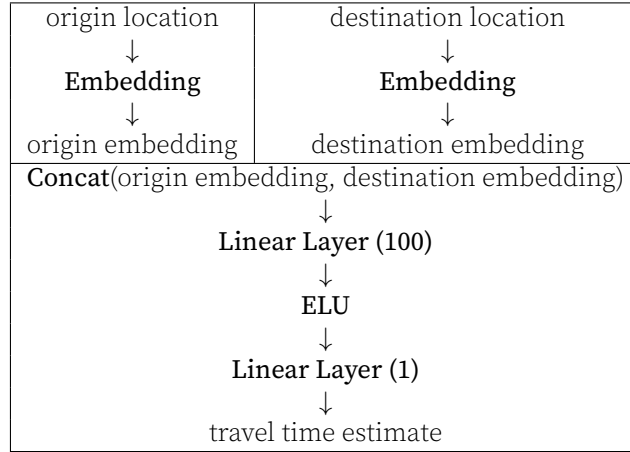 origin location
↓
Embedding
↓
origin embedding
destination location
↓
Embedding
↓
destination embedding
Concat(origin embedding, destination embedding)
↓
Linear Layer (100)
↓
ELU
↓
Linear Layer (1)
↓
travel time estimate